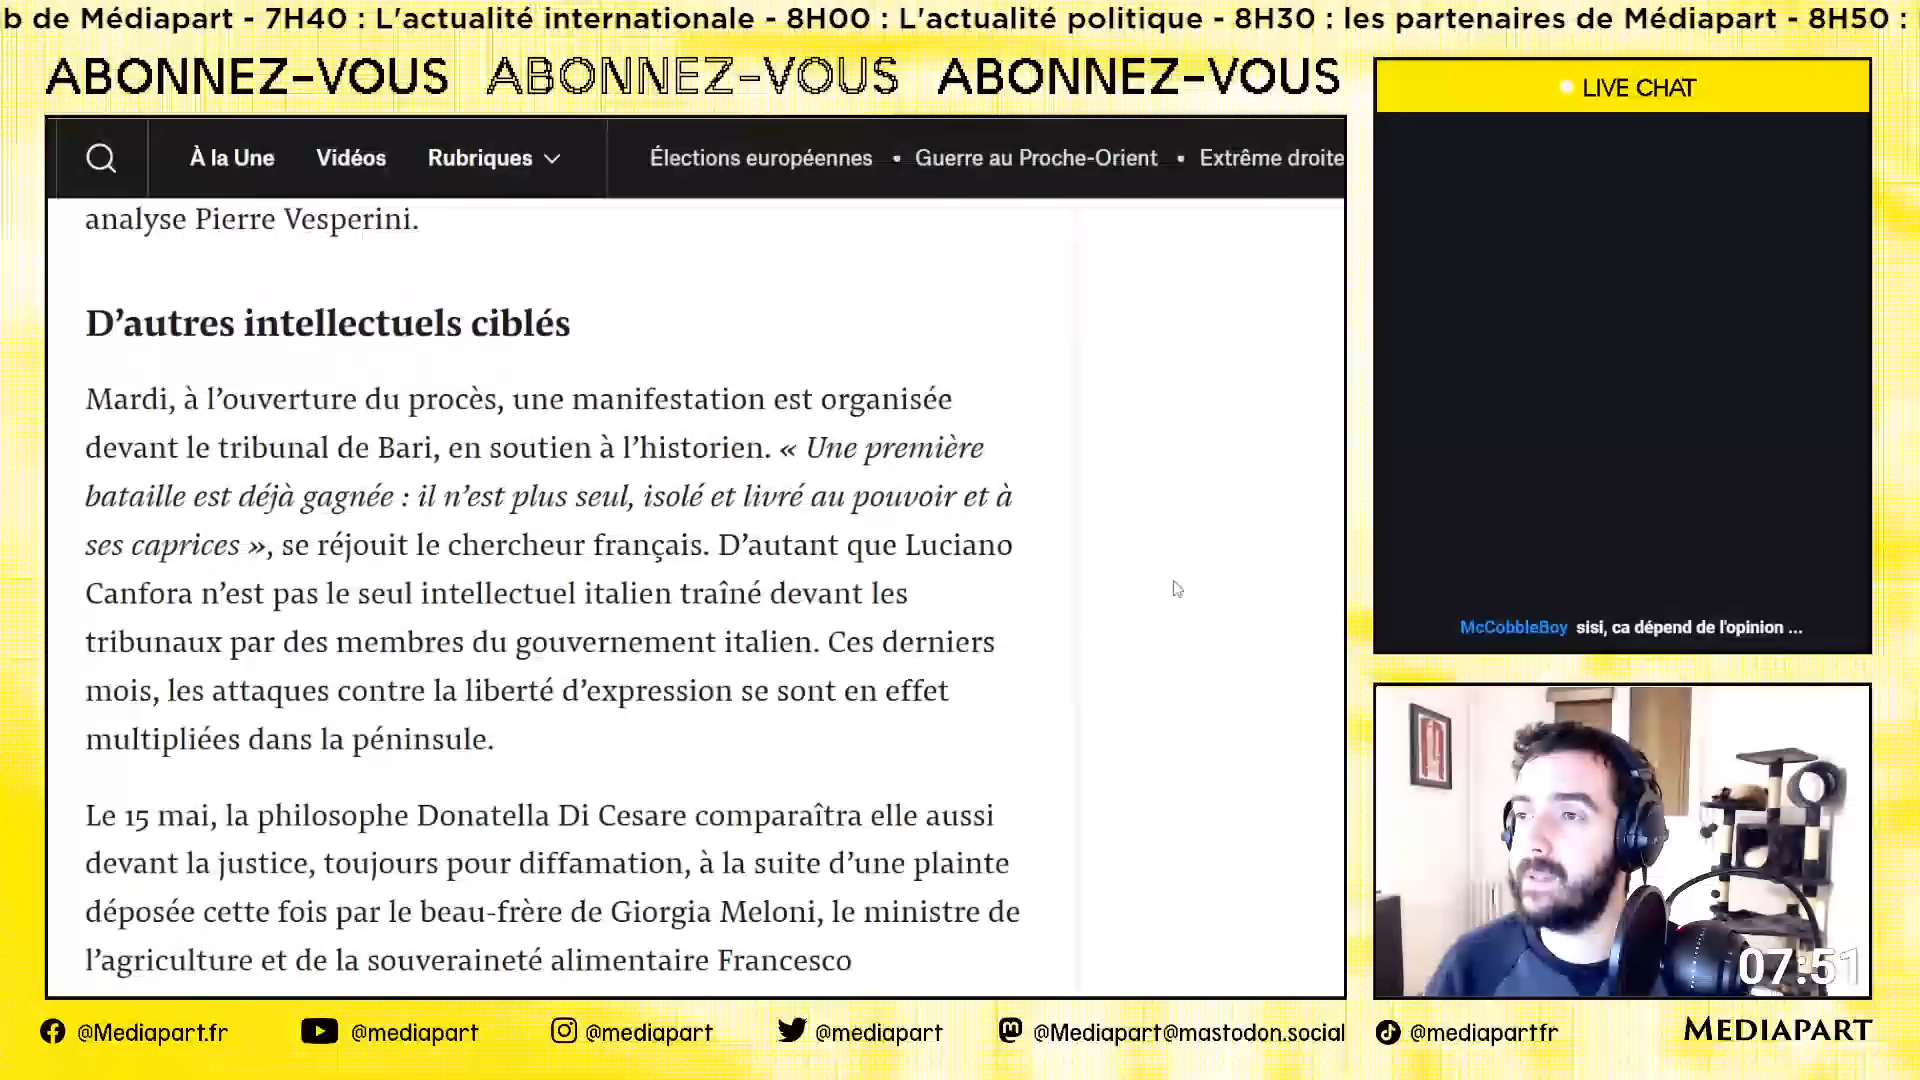 b de Médiapart - 7H40 : L'actualité internationale - 8H00 : L'actualité politique - 8H30 : les partenaires de Médiapart - 8H50 :
ABONNEZ-VOUS ABONNEZ-VOUS ABONNEZ-VOUS
LIVE CHAT
À la Une Vidéos Rubriques Élections européennes • Guerre au Proche-Orient • Extrême droite
analyse Pierre Vesperini.
D’autres intellectuels ciblés
Mardi, à l’ouverture du procès, une manifestation est organisée
devant le tribunal de Bari, en soutien à l’historien. « Une première
bataille est déjà gagnée : il n’est plus seul, isolé et livré au pouvoir et à
ses caprices », se réjouit le chercheur français. D’autant que Luciano
Canfora n’est pas le seul intellectuel italien traîné devant les
tribunaux par des membres du gouvernement italien. Ces derniers
mois, les attaques contre la liberté d’expression se sont en effet
multipliées dans la péninsule.
Le 15 mai, la philosophe Donatella Di Cesare comparaîtra elle aussi
devant la justice, toujours pour diffamation, à la suite d’une plainte
déposée cette fois par le beau-frère de Giorgia Meloni, le ministre de
l’agriculture et de la souveraineté alimentaire Francesco
McCobbleBoy sisi, ca dépend de l'opinion ...
07:51
@Mediapart.fr @mediapart @mediapart @mediapart @Mediapart@mastodon.social @mediapartfr MEDIAPART